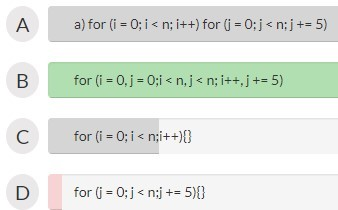 A a) for (i = 0; i < n; i++) for (j = 0; j < n; j += 5)
B for (i = 0, j = 0;i < n, j < n; i++, j += 5)
C for (i = 0; i < n;i++){}
D for (j = 0; j < n;j += 5){}